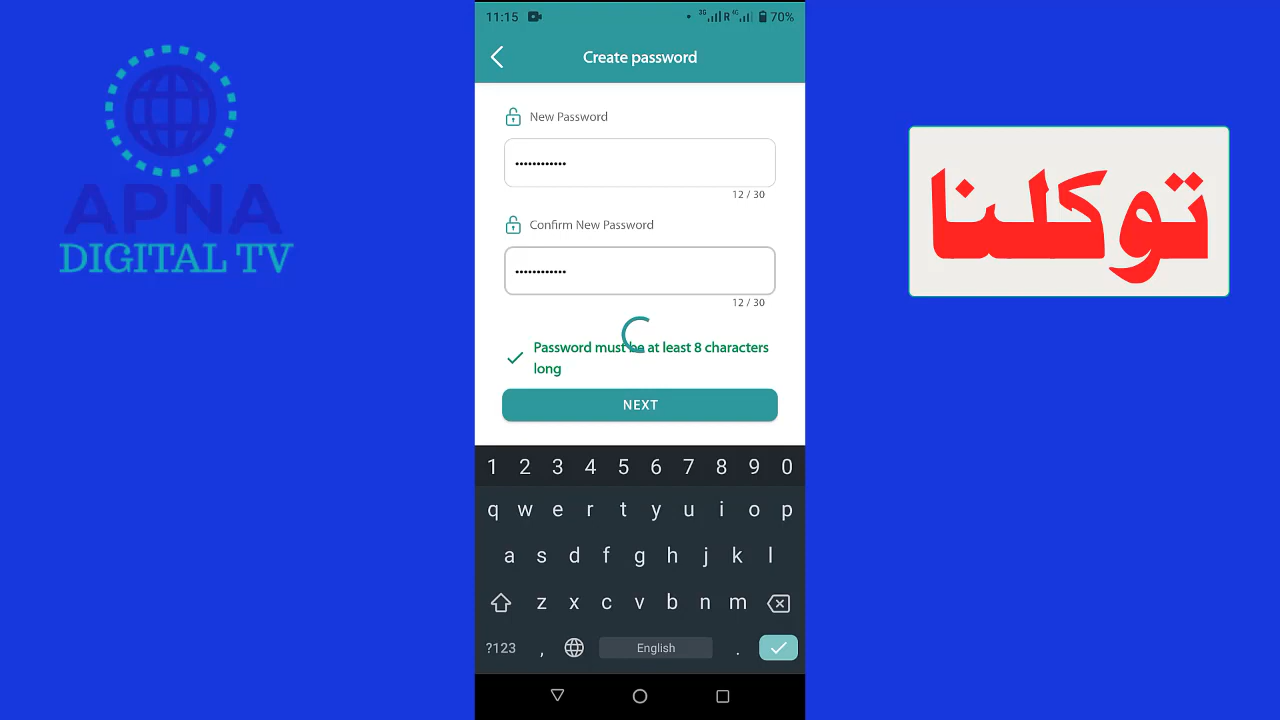 11:15
3G R 4G 70%
Create password
New Password
••••••••••••
12 / 30
Confirm New Password
••••••••••••
12 / 30
Password must be at least 8 characters
long
NEXT
1 2 3 4 5 6 7 8 9 0
q w e r t y u i o p
a s d f g h j k l
z x c v b n m
?123 , English .
APNA
DIGITAL TV
توكلنا